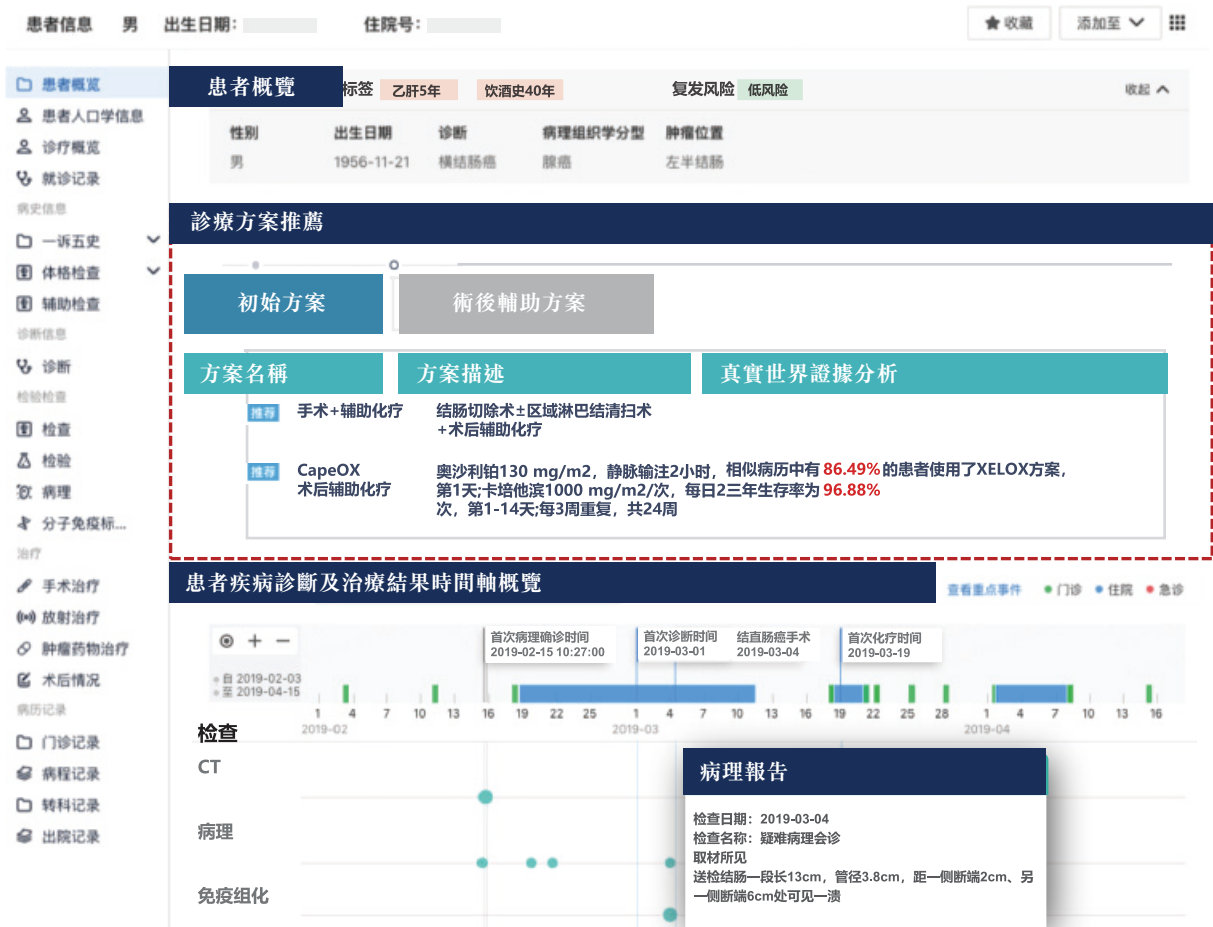 患者信息 男 出生日期： 住院号：
收藏 添加至
患者概览
患者人口学信息
诊疗概览
就诊记录
病史信息
一诉五史
体格检查
辅助检查
诊断信息
诊断
检验检查
检查
检验
病理
分子免疫标...
治疗
手术治疗
放射治疗
肿瘤药物治疗
术后情况
病历记录
门诊记录
病程记录
转科记录
出院记录
患者概覽 标签 乙肝5年 饮酒史40年 复发风险 低风险 收起
性别 出生日期 诊断 病理组织学分型 肿瘤位置
男 1956-11-21 横结肠癌 腺癌 左半结肠
診療方案推薦
初始方案 術後輔助方案
方案名稱 方案描述 真實世界證據分析
推荐 手术+辅助化疗 结肠切除术±区域淋巴结清扫术
+术后辅助化疗
推荐 CapeOX 奥沙利铂130 mg/m2，静脉输注2小时，相似病历中有 86.49% 的患者使用了XELOX方案，
术后辅助化疗 第1天;卡培他滨1000 mg/m2/次，每日2三年生存率为 96.88%
次，第1-14天;每3周重复，共24周
患者疾病診斷及治療結果時間軸概覽 查看重点事件 门诊 住院 急诊
首次病理确诊时间 首次诊断时间 结直肠癌手术 首次化疗时间
2019-02-15 10:27:00 2019-03-01 2019-03-04 2019-03-19
自 2019-02-03
至 2019-04-15
1 4 7 10 13 16 19 22 25 1 4 7 10 13 16 19 22 25 28 1 4 7 10 13 16
2019-02 2019-03 2019-04
检查
CT
病理
免疫组化
病理報告
检查日期：2019-03-04
检查名称：疑难病理会诊
取材所见
送检结肠一段长13cm，管径3.8cm，距一侧断端2cm、另
一侧断端6cm处可见一溃